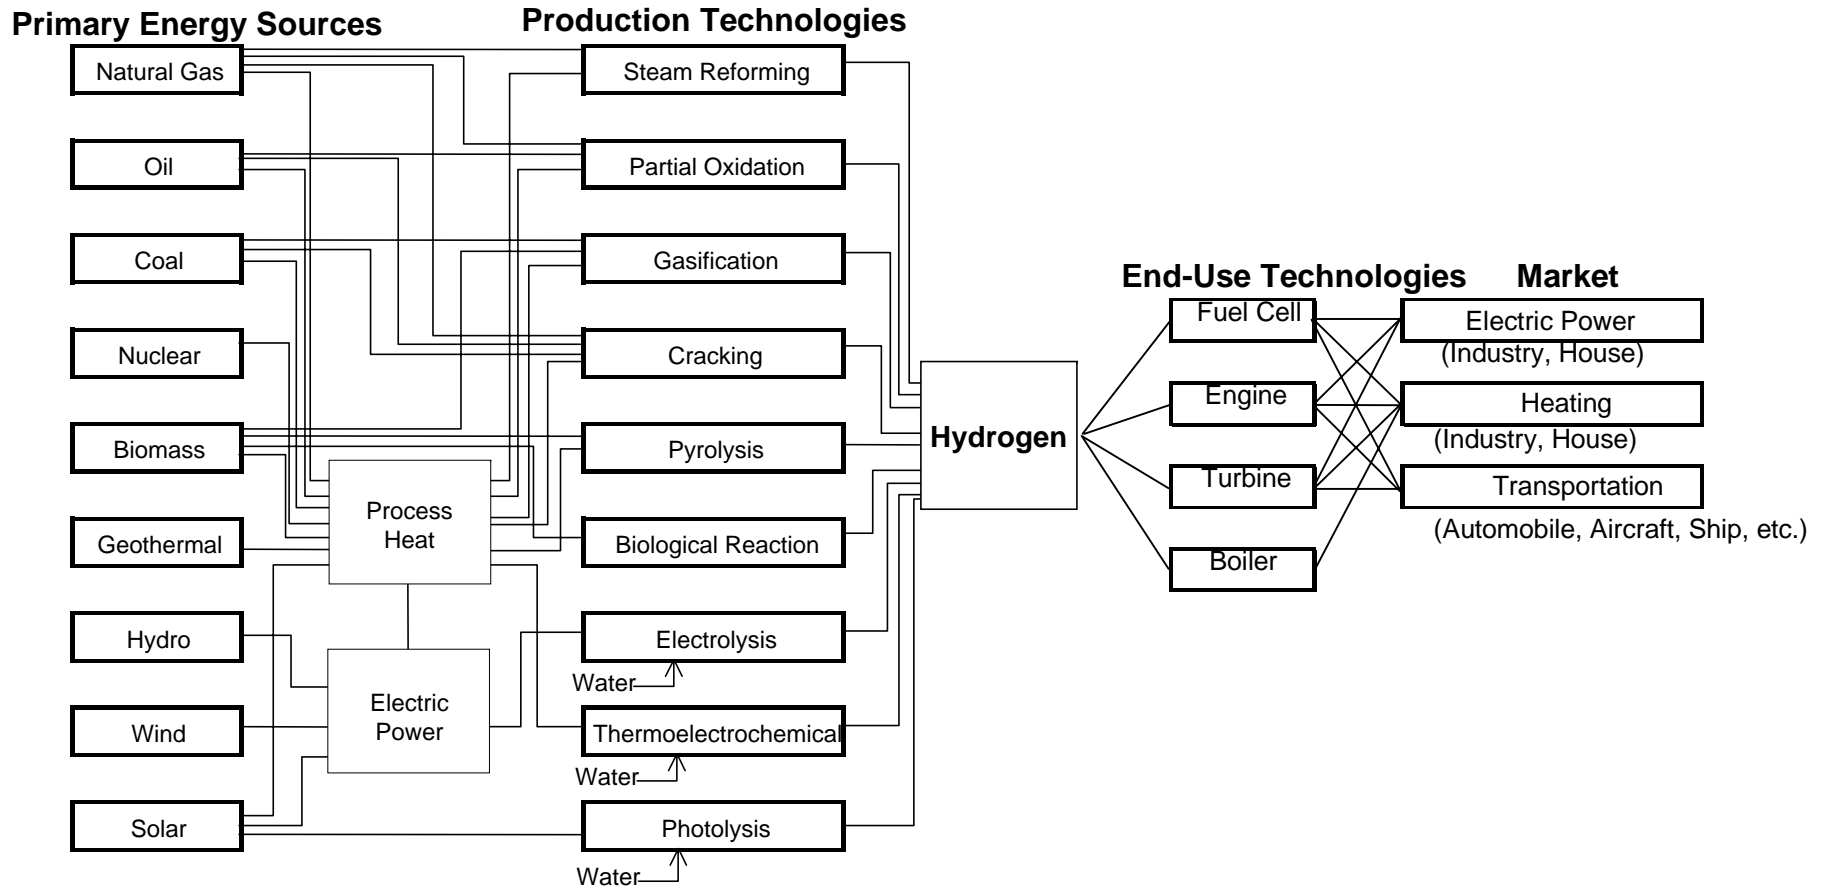 Primary Energy Sources
Production Technologies
Natural Gas
Steam Reforming
Oil
Partial Oxidation
Coal
Gasification
Nuclear
Cracking
Biomass
Pyrolysis
Geothermal
Process
Heat
Biological Reaction
Hydro
Electrolysis
Water
Wind
Electric
Power
Thermoelectrochemical
Water
Solar
Photolysis
Water
Hydrogen
End-Use Technologies
Market
Fuel Cell
Electric Power
(Industry, House)
Engine
Heating
(Industry, House)
Turbine
Transportation
(Automobile, Aircraft, Ship, etc.)
Boiler